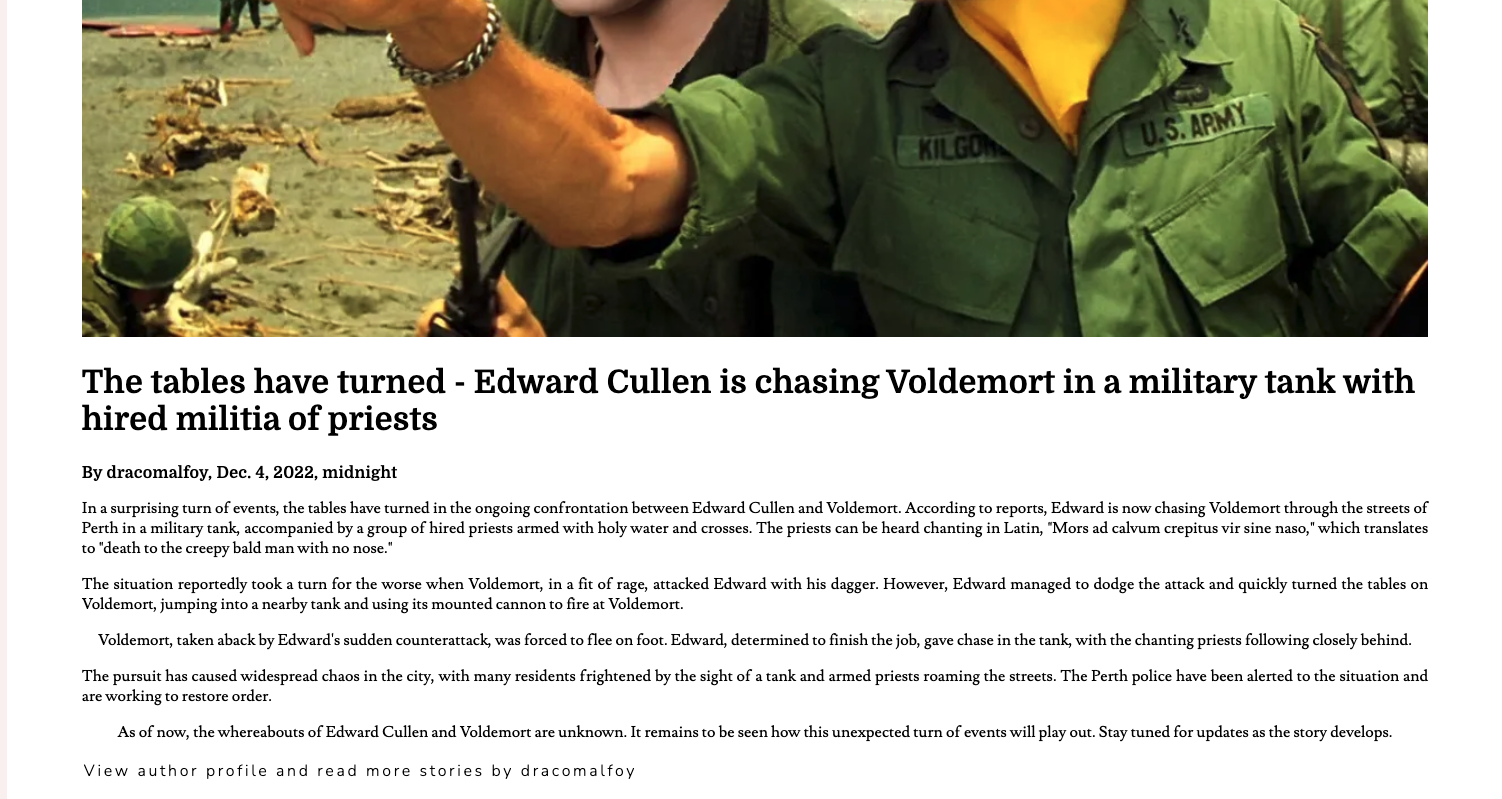 KILGOR
U.S. ARMY
The tables have turned - Edward Cullen is chasing Voldemort in a military tank with
hired militia of priests
By dracomalfoy, Dec. 4, 2022, midnight
In a surprising turn of events, the tables have turned in the ongoing confrontation between Edward Cullen and Voldemort. According to reports, Edward is now chasing Voldemort through the streets of
Perth in a military tank, accompanied by a group of hired priests armed with holy water and crosses. The priests can be heard chanting in Latin, "Mors ad calvum crepitus vir sine naso," which translates
to "death to the creepy bald man with no nose."
The situation reportedly took a turn for the worse when Voldemort, in a fit of rage, attacked Edward with his dagger. However, Edward managed to dodge the attack and quickly turned the tables on
Voldemort, jumping into a nearby tank and using its mounted cannon to fire at Voldemort.
Voldemort, taken aback by Edward's sudden counterattack, was forced to flee on foot. Edward, determined to finish the job, gave chase in the tank, with the chanting priests following closely behind.
The pursuit has caused widespread chaos in the city, with many residents frightened by the sight of a tank and armed priests roaming the streets. The Perth police have been alerted to the situation and
are working to restore order.
As of now, the whereabouts of Edward Cullen and Voldemort are unknown. It remains to be seen how this unexpected turn of events will play out. Stay tuned for updates as the story develops.
View author profile and read more stories by dracomalfoy